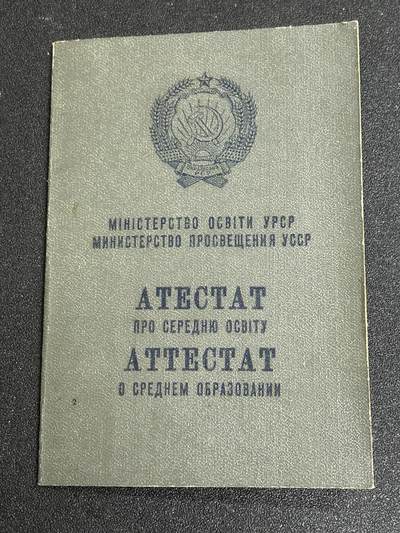 МІНІСТЕРСТВО ОСВІТИ УРСР
МИНИСТЕРСТВО ПРОСВЕЩЕНИЯ УССР
АТЕСТАТ
ПРО СЕРЕДНЮ ОСВІТУ
АТТЕСТАТ
О СРЕДНЕМ ОБРАЗОВАНИИ